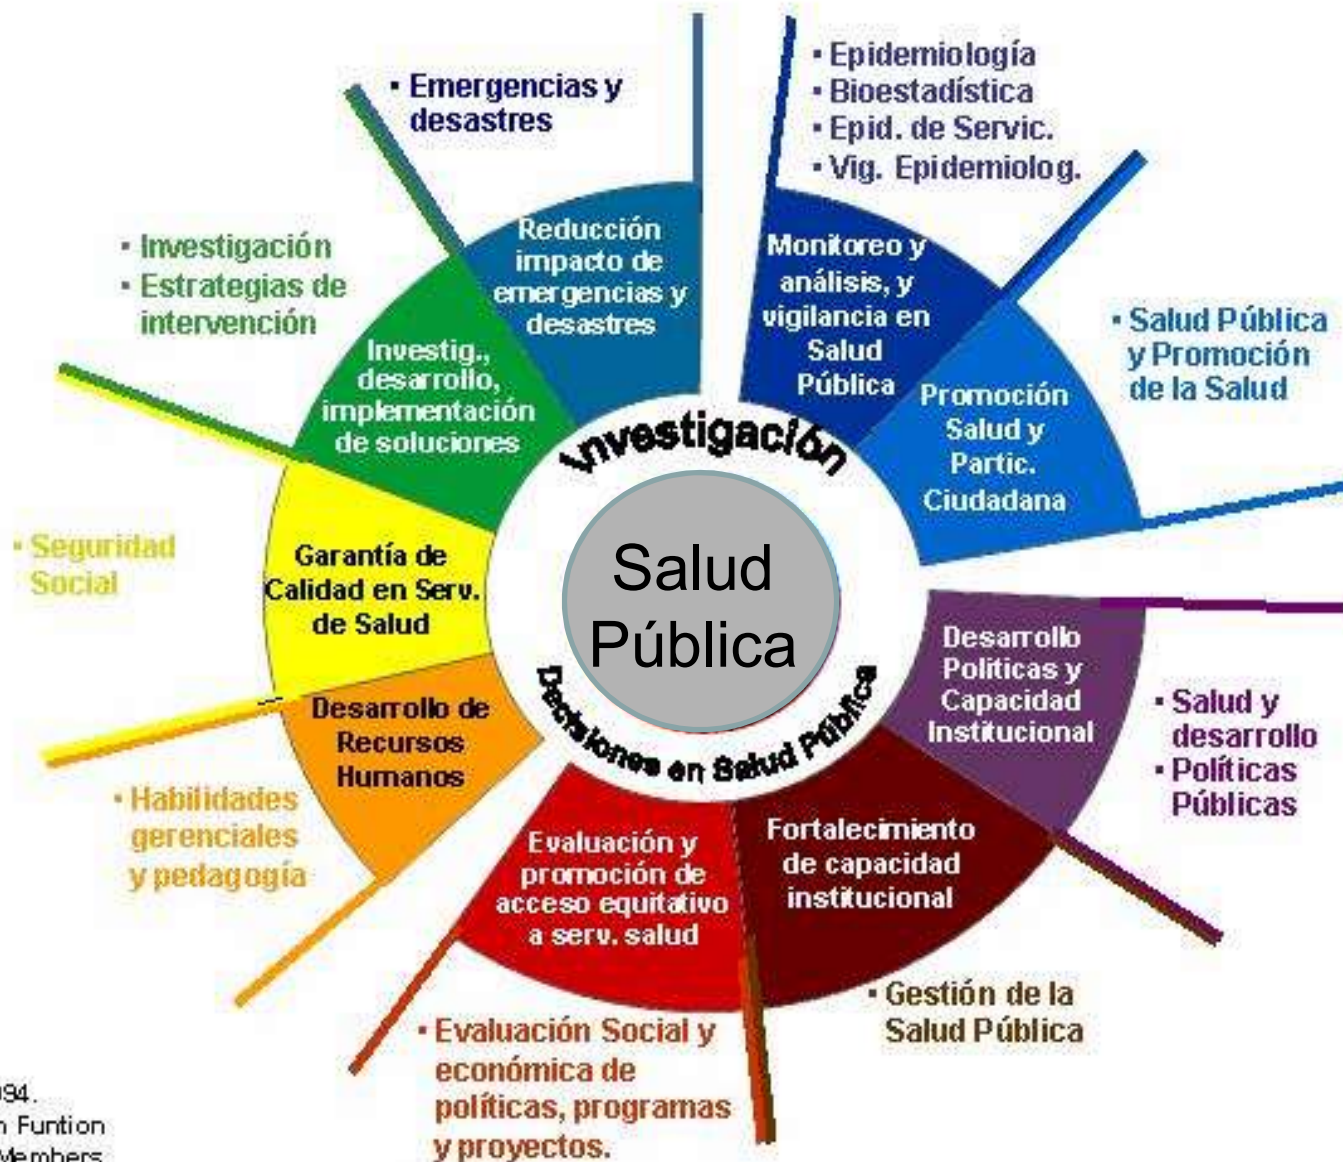 ▪ Emergencias y
desastres
▪ Epidemiología
▪ Bioestadística
▪ Epid. de Servic.
▪ Vig. Epidemiolog.
▪ Investigación
▪ Estrategias de
intervención
Reducción
impacto de
emergencias y
desastres
Monitoreo y
análisis, y
vigilancia en
Salud
Pública
▪ Salud Pública
y Promoción
de la Salud
Investig.,
desarrollo,
implementación
de soluciones
Promoción
Salud y
Partic.
Ciudadana
Investigación
Salud
Pública
Decisiones en Salud Pública
▪ Seguridad
Social
Garantía de
Calidad en Serv.
de Salud
Desarrollo
Politicas y
Capacidad
Institucional
▪ Salud y
desarrollo
▪ Políticas
Públicas
Desarrollo de
Recursos
Humanos
▪ Habilidades
gerenciales
y pedagogía
Evaluación y
promoción de
acceso equitativo
a serv. salud
Fortalecimiento
de capacidad
institucional
▪ Gestión de la
Salud Pública
▪ Evaluación Social y
económica de
políticas, programas
y proyectos.
94.
n Funtion
Members